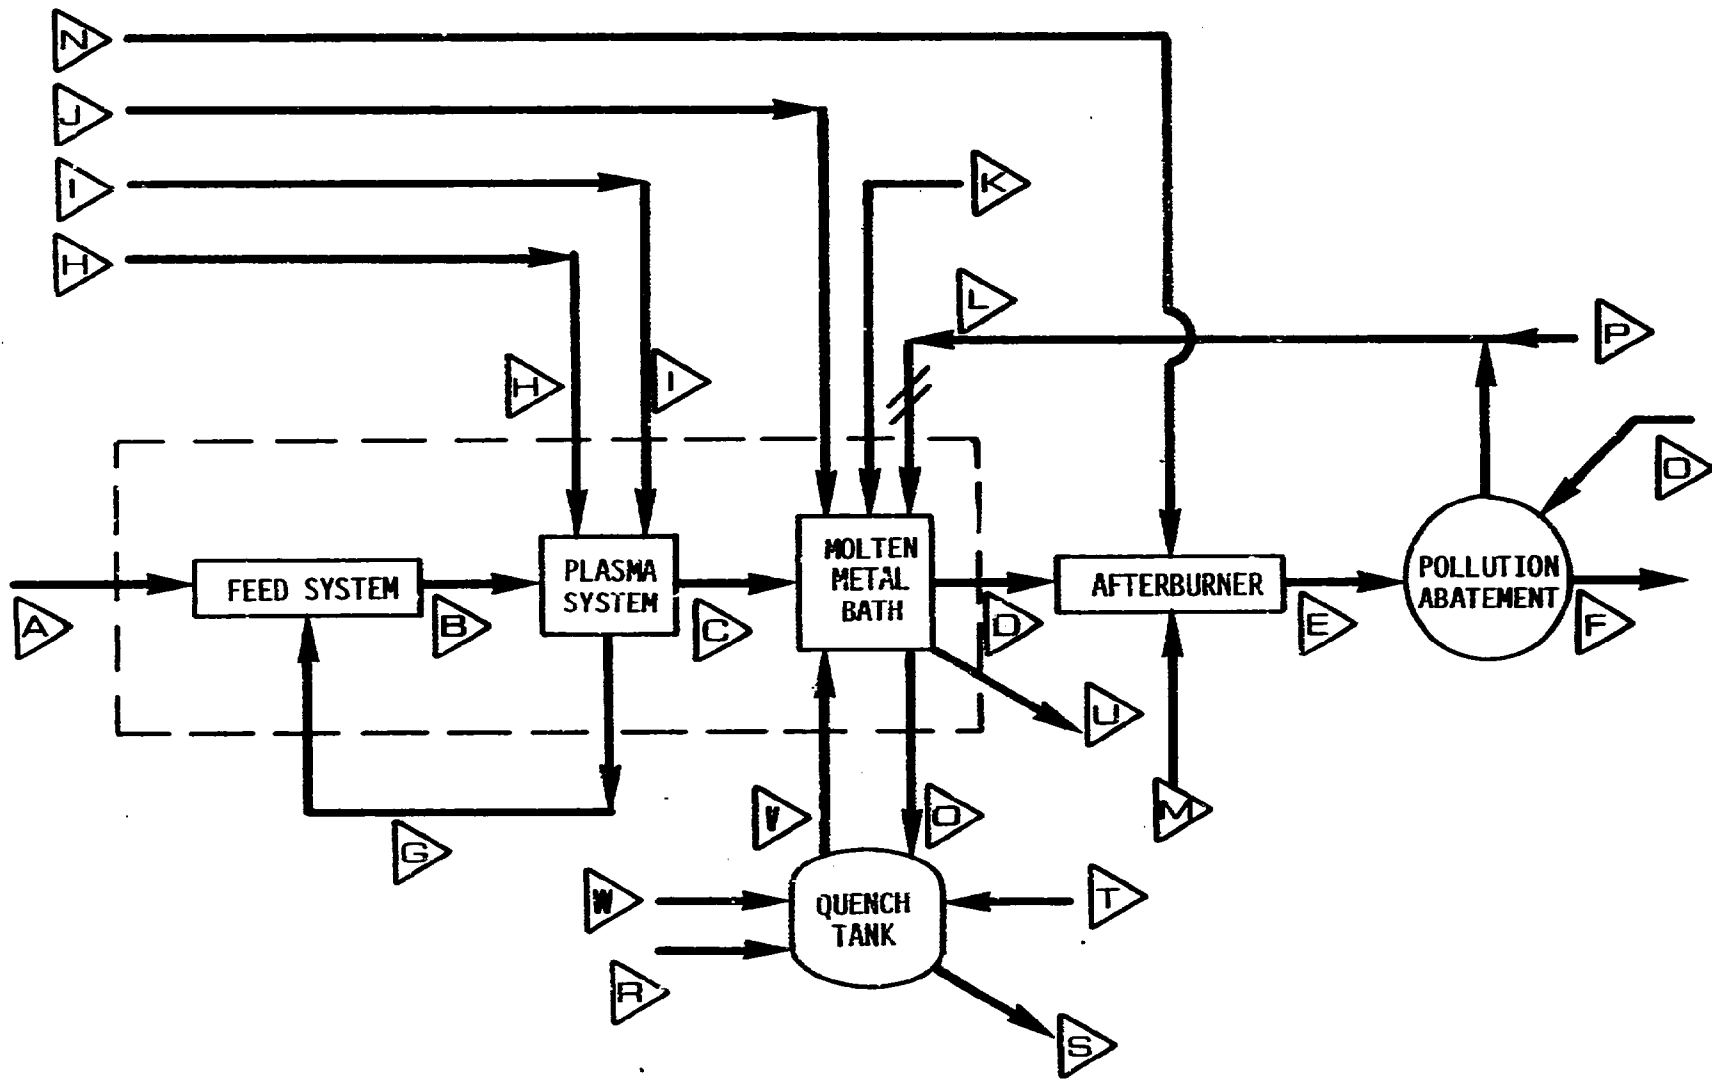 N
J
I
K
H
L
P
H
I
O
FEED SYSTEM
PLASMA
SYSTEM
MOLTEN
METAL
BATH
AFTERBURNER
POLLUTION
ABATEMENT
A
B
C
D
E
F
U
G
V
O
M
W
QUENCH
TANK
T
R
S